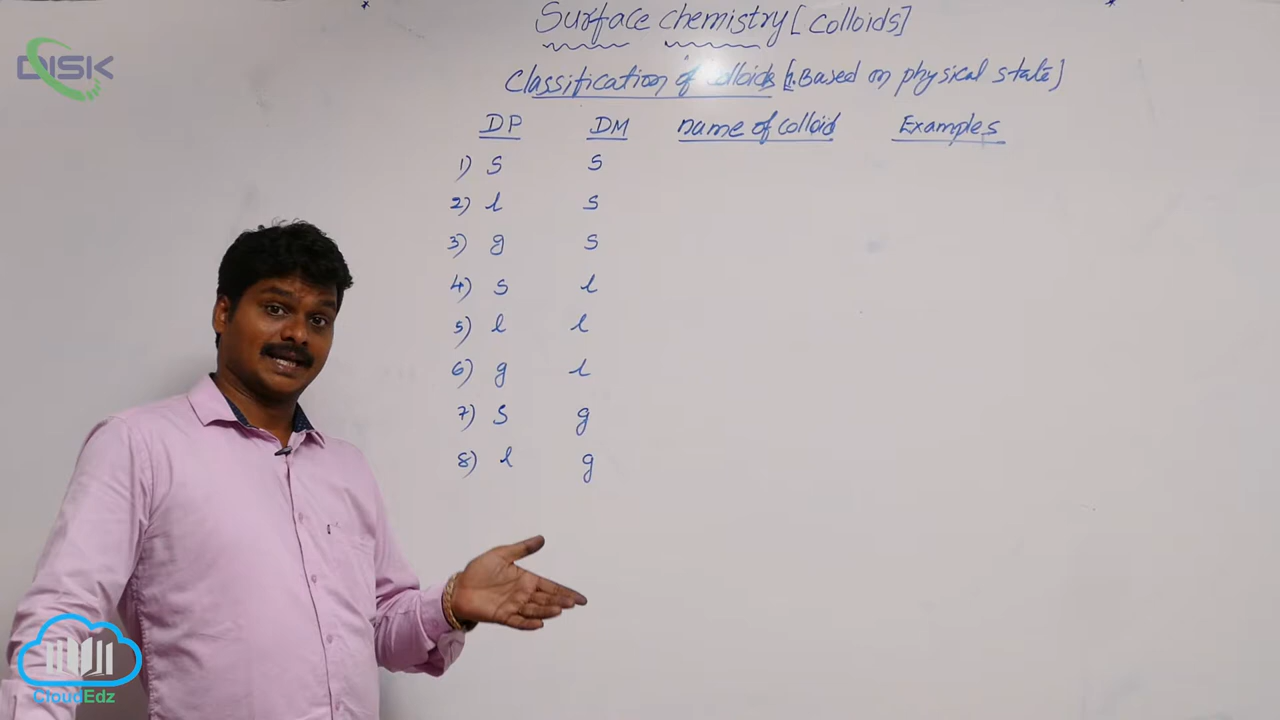 Surface chemistry [Colloids]
Classification of colloids [1. Based on physical state]
DP DM name of colloid Examples
1) S S
2) l S
3) g S
4) S l
5) l l
6) g l
7) S g
8) l g
DISK
CloudEdz